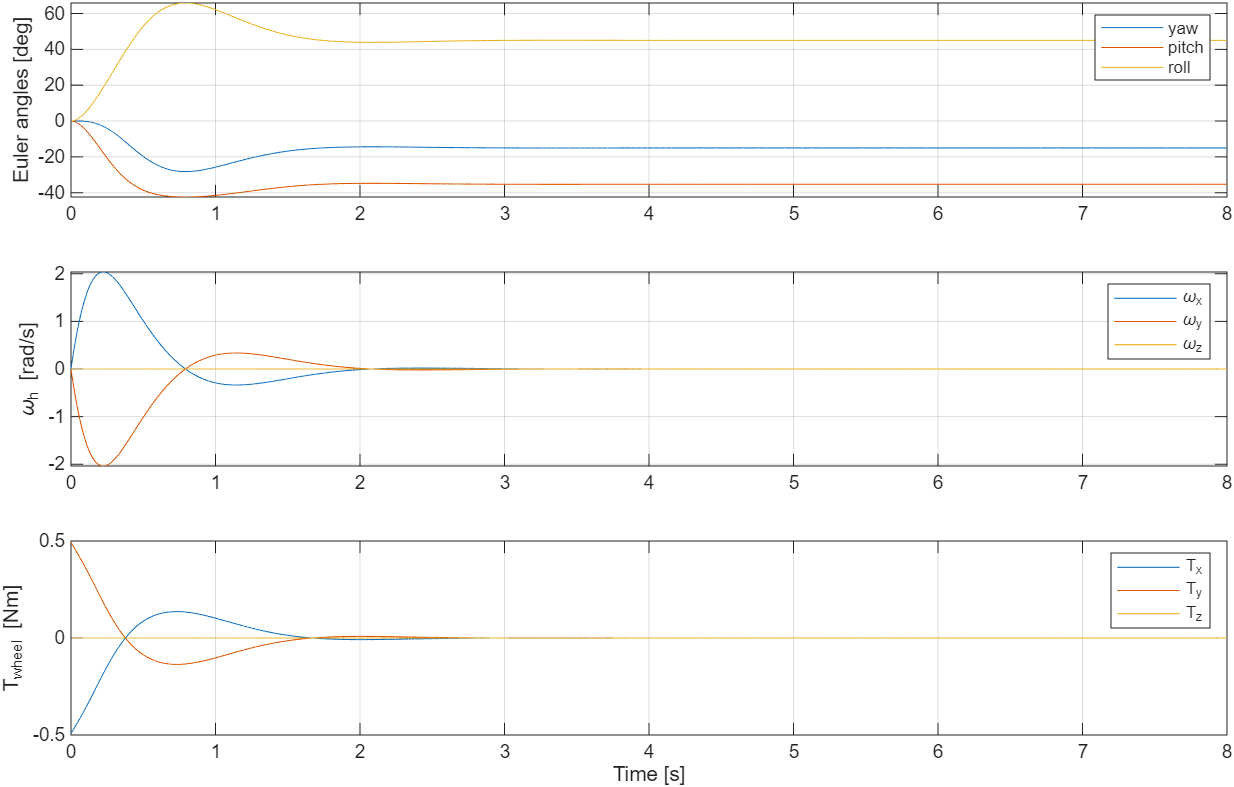 Euler angles [deg]
60
40
20
0
-20
-40
yaw
pitch
roll
0 1 2 3 4 5 6 7 8
ωh [rad/s]
2
1
0
-1
-2
ωx
ωy
ωz
0 1 2 3 4 5 6 7 8
Twheel [Nm]
0.5
0
-0.5
Tx
Ty
Tz
0 1 2 3 4 5 6 7 8
Time [s]